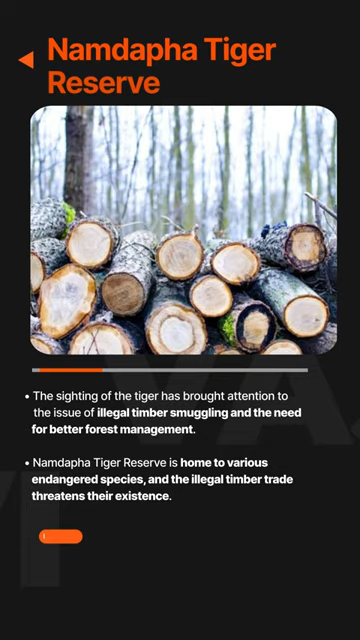 Namdapha Tiger
Reserve
• The sighting of the tiger has brought attention to
the issue of illegal timber smuggling and the need
for better forest management.
• Namdapha Tiger Reserve is home to various
endangered species, and the illegal timber trade
threatens their existence.